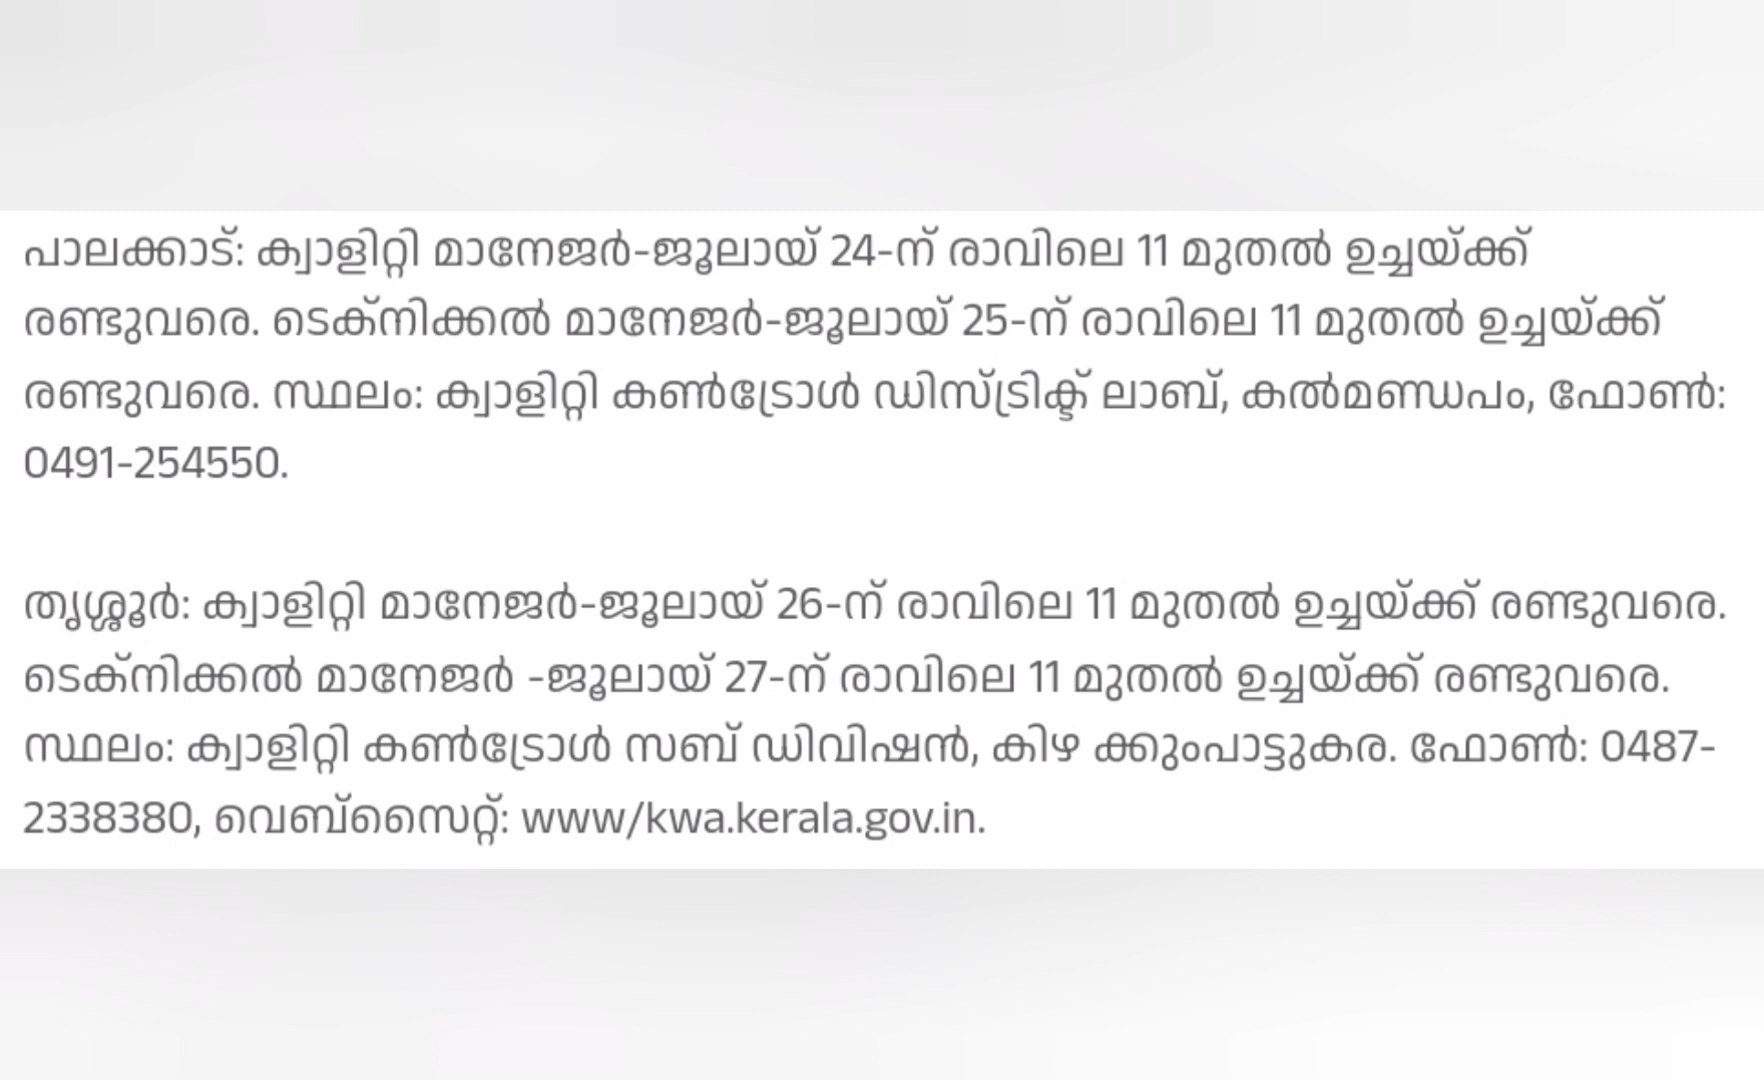 പാലക്കാട്: ക്വാളിറ്റി മാനേജർ-ജൂലായ് 24-ന് രാവിലെ 11 മുതൽ ഉച്ചയ്ക്ക്
രണ്ടുവരെ. ടെക്നിക്കൽ മാനേജർ-ജൂലായ് 25-ന് രാവിലെ 11 മുതൽ ഉച്ചയ്ക്ക്
രണ്ടുവരെ. സ്ഥലം: ക്വാളിറ്റി കൺട്രോൾ ഡിസ്ട്രിക്ട് ലാബ്, കൽമണ്ഡപം, ഫോൺ:
0491-254550.
തൃശ്ശൂർ: ക്വാളിറ്റി മാനേജർ-ജൂലായ് 26-ന് രാവിലെ 11 മുതൽ ഉച്ചയ്ക്ക് രണ്ടുവരെ.
ടെക്നിക്കൽ മാനേജർ -ജൂലായ് 27-ന് രാവിലെ 11 മുതൽ ഉച്ചയ്ക്ക് രണ്ടുവരെ.
സ്ഥലം: ക്വാളിറ്റി കൺട്രോൾ സബ് ഡിവിഷൻ, കിഴ ക്കുംപാട്ടുകര. ഫോൺ: 0487-
2338380, വെബ്സൈറ്റ്: www/kwa.kerala.gov.in.